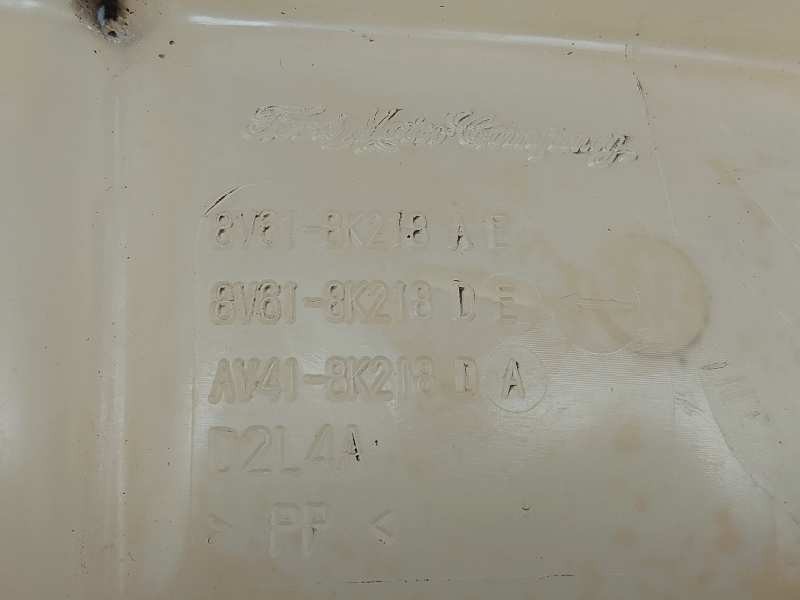 Ford Motor Company
8V61-8K218 A E
8V61-8K218 D E
AV41-8K218 D A
D2L4A
> PP <